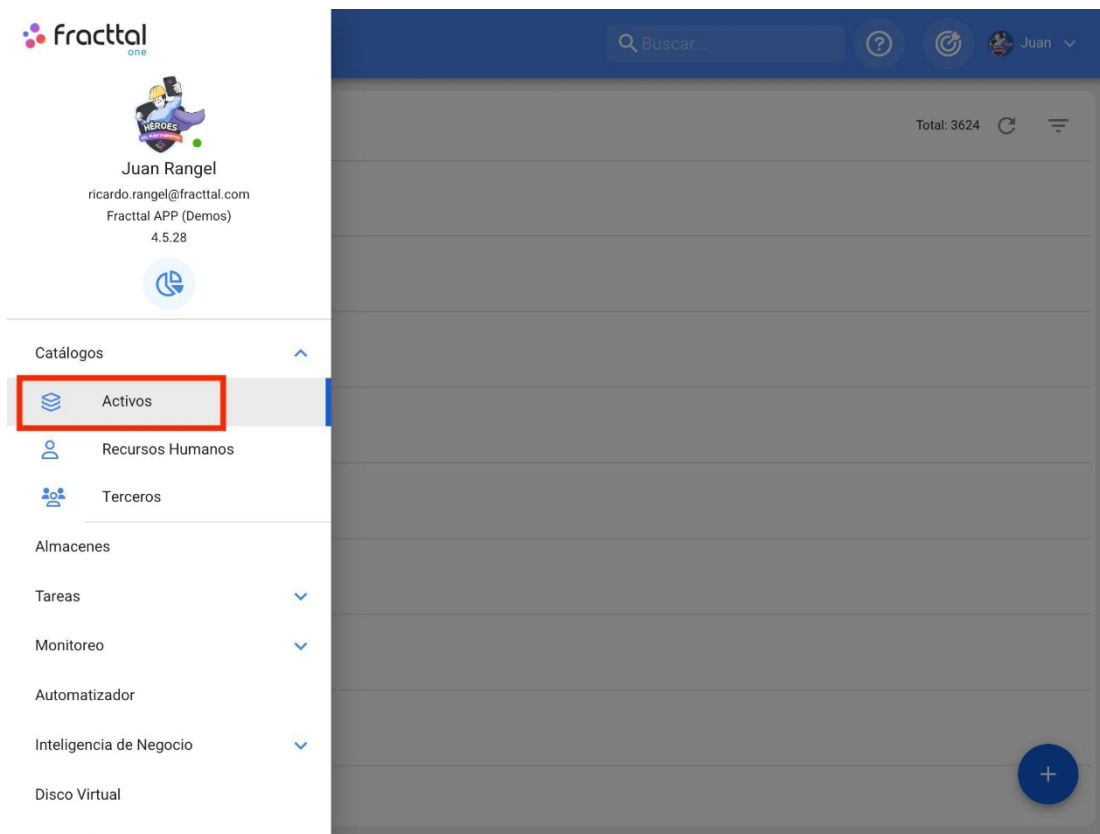 fracttal
one
Buscar...
Juan
HÉROES
Juan Rangel
ricardo.rangel@fracttal.com
Fracttal APP (Demos)
4.5.28
Total: 3624
Catálogos
Activos
Recursos Humanos
Terceros
Almacenes
Tareas
Monitoreo
Automatizador
Inteligencia de Negocio
Disco Virtual